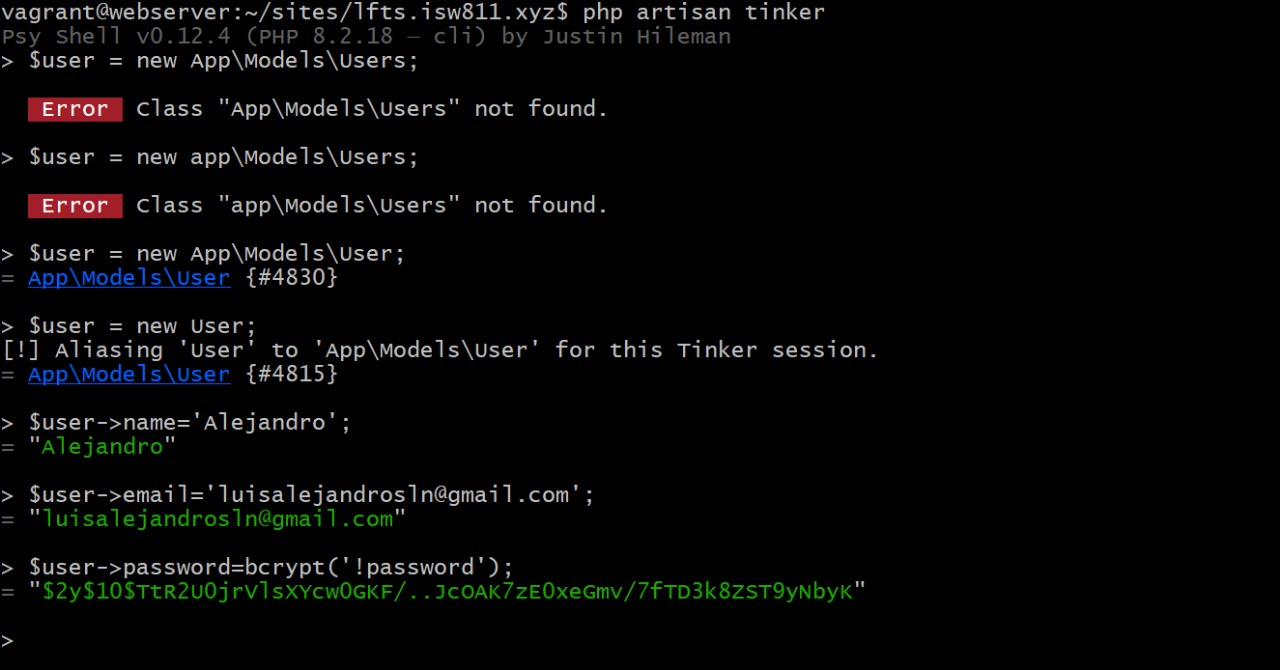 vagrant@webserver:~/sites/lfts.isw811.xyz$ php artisan tinker
Psy Shell v0.12.4 (PHP 8.2.18 — cli) by Justin Hileman
> $user = new App\Models\Users;
Error Class "App\Models\Users" not found.
> $user = new app\Models\Users;
Error Class "app\Models\Users" not found.
> $user = new App\Models\User;
= App\Models\User {#4830}
> $user = new User;
[!] Aliasing 'User' to 'App\Models\User' for this Tinker session.
= App\Models\User {#4815}
> $user->name='Alejandro';
= "Alejandro"
> $user->email='luisalejandrosln@gmail.com';
= "luisalejandrosln@gmail.com"
> $user->password=bcrypt('!password');
= "$2y$10$TtR2U0jrVlsXYcw0GKF/..JcOAK7zE0xeGmv/7fTD3k8ZST9yNbyK"
>